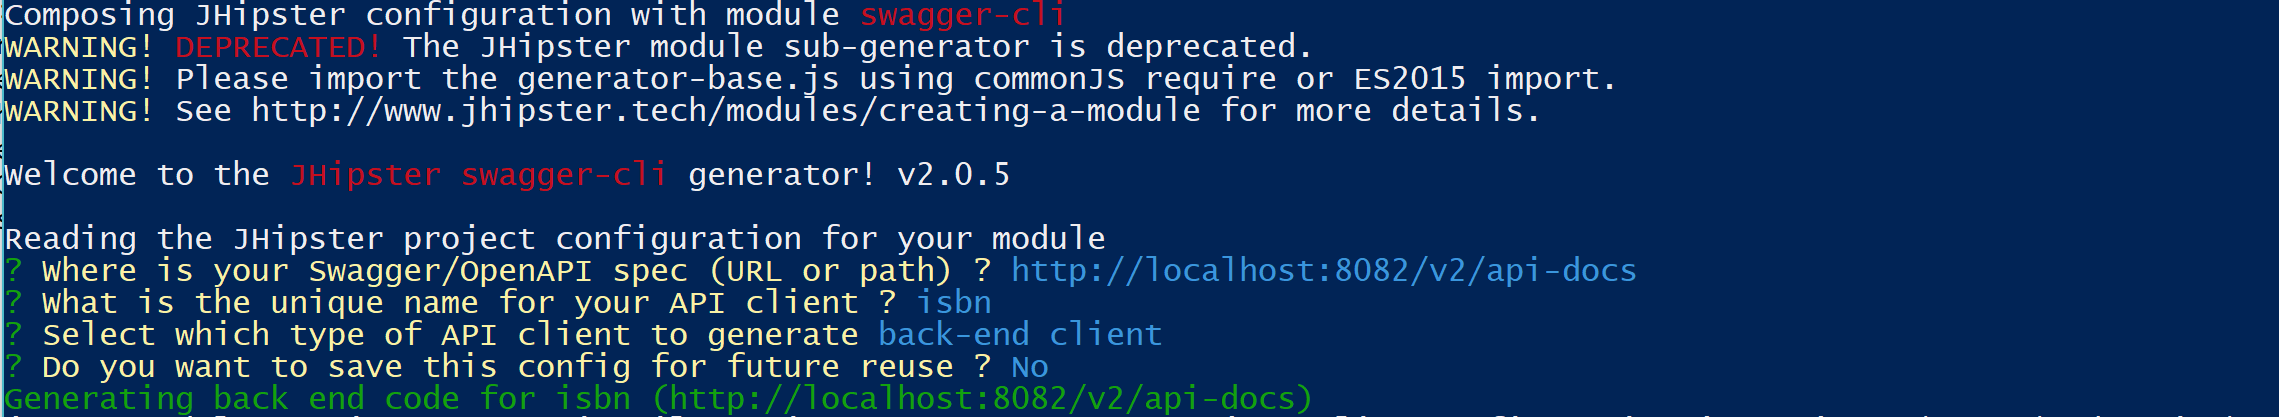 Composing JHipster configuration with module swagger-cli
WARNING! DEPRECATED! The JHipster module sub-generator is deprecated.
WARNING! Please import the generator-base.js using commonJS require or ES2015 import.
WARNING! See http://www.jhipster.tech/modules/creating-a-module for more details.
Welcome to the JHipster swagger-cli generator! v2.0.5
Reading the JHipster project configuration for your module
? Where is your Swagger/OpenAPI spec (URL or path) ? http://localhost:8082/v2/api-docs
? What is the unique name for your API client ? isbn
? Select which type of API client to generate back-end client
? Do you want to save this config for future reuse ? No
Generating back end code for isbn (http://localhost:8082/v2/api-docs)